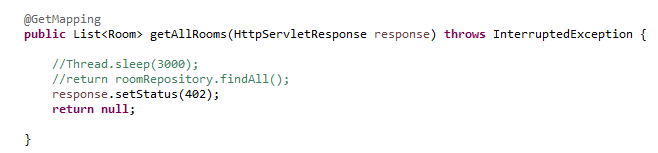 @GetMapping
public List<Room> getAllRooms(HttpServletResponse response) throws InterruptedException {
//Thread.sleep(3000);
//return roomRepository.findAll();
response.setStatus(402);
return null;
}